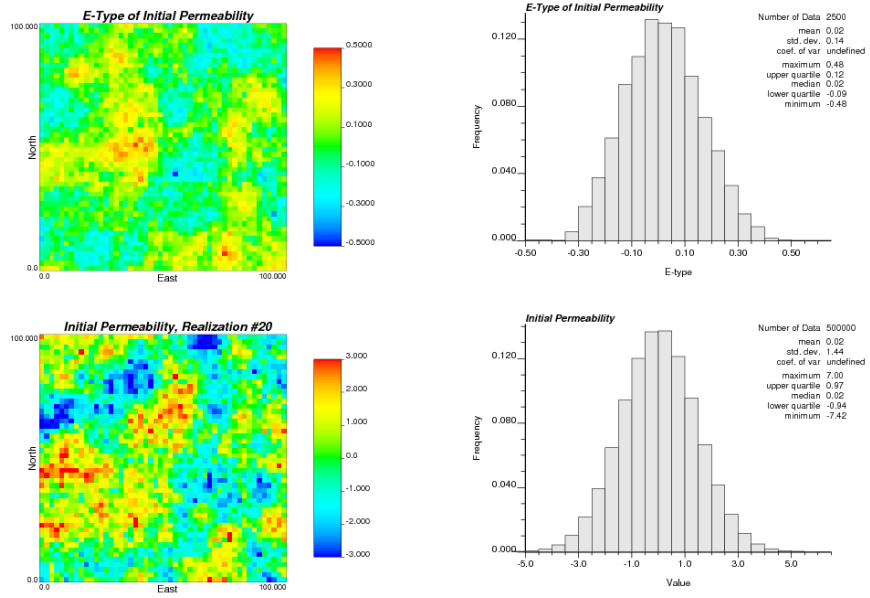 E-Type of Initial Permeability
100.000
North
0.0
0.0
East
100.000
0.5000
0.3000
0.1000
-0.1000
-0.3000
-0.5000
E-Type of Initial Permeability
Frequency
0.120
0.080
0.040
0.000
-0.50
-0.30
-0.10
0.10
0.30
0.50
E-type
Number of Data 2500
mean 0.02
std. dev. 0.14
coef. of var undefined
maximum 0.48
upper quartile 0.12
median 0.02
lower quartile -0.09
minimum -0.48
Initial Permeability, Realization #20
100.000
North
0.0
0.0
East
100.000
3.000
2.000
1.000
0.0
-1.000
-2.000
-3.000
Initial Permeability
Frequency
0.120
0.080
0.040
0.000
-5.0
-3.0
-1.0
1.0
3.0
5.0
Value
Number of Data 500000
mean 0.02
std. dev. 1.44
coef. of var undefined
maximum 7.00
upper quartile 0.97
median 0.02
lower quartile -0.94
minimum -7.42